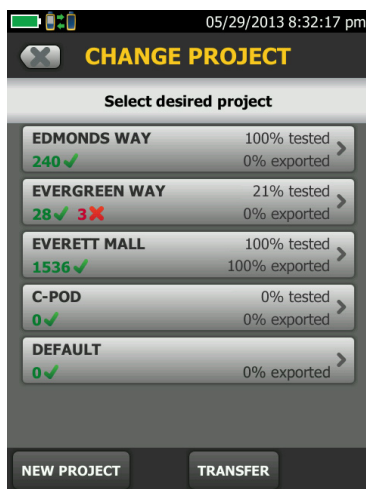 05/29/2013 8:32:17 pm
CHANGE PROJECT
Select desired project
EDMONDS WAY 100% tested
240 0% exported
EVERGREEN WAY 21% tested
28 3 0% exported
EVERETT MALL 100% tested
1536 100% exported
C-POD 0% tested
0 0% exported
DEFAULT
0 0% exported
NEW PROJECT TRANSFER